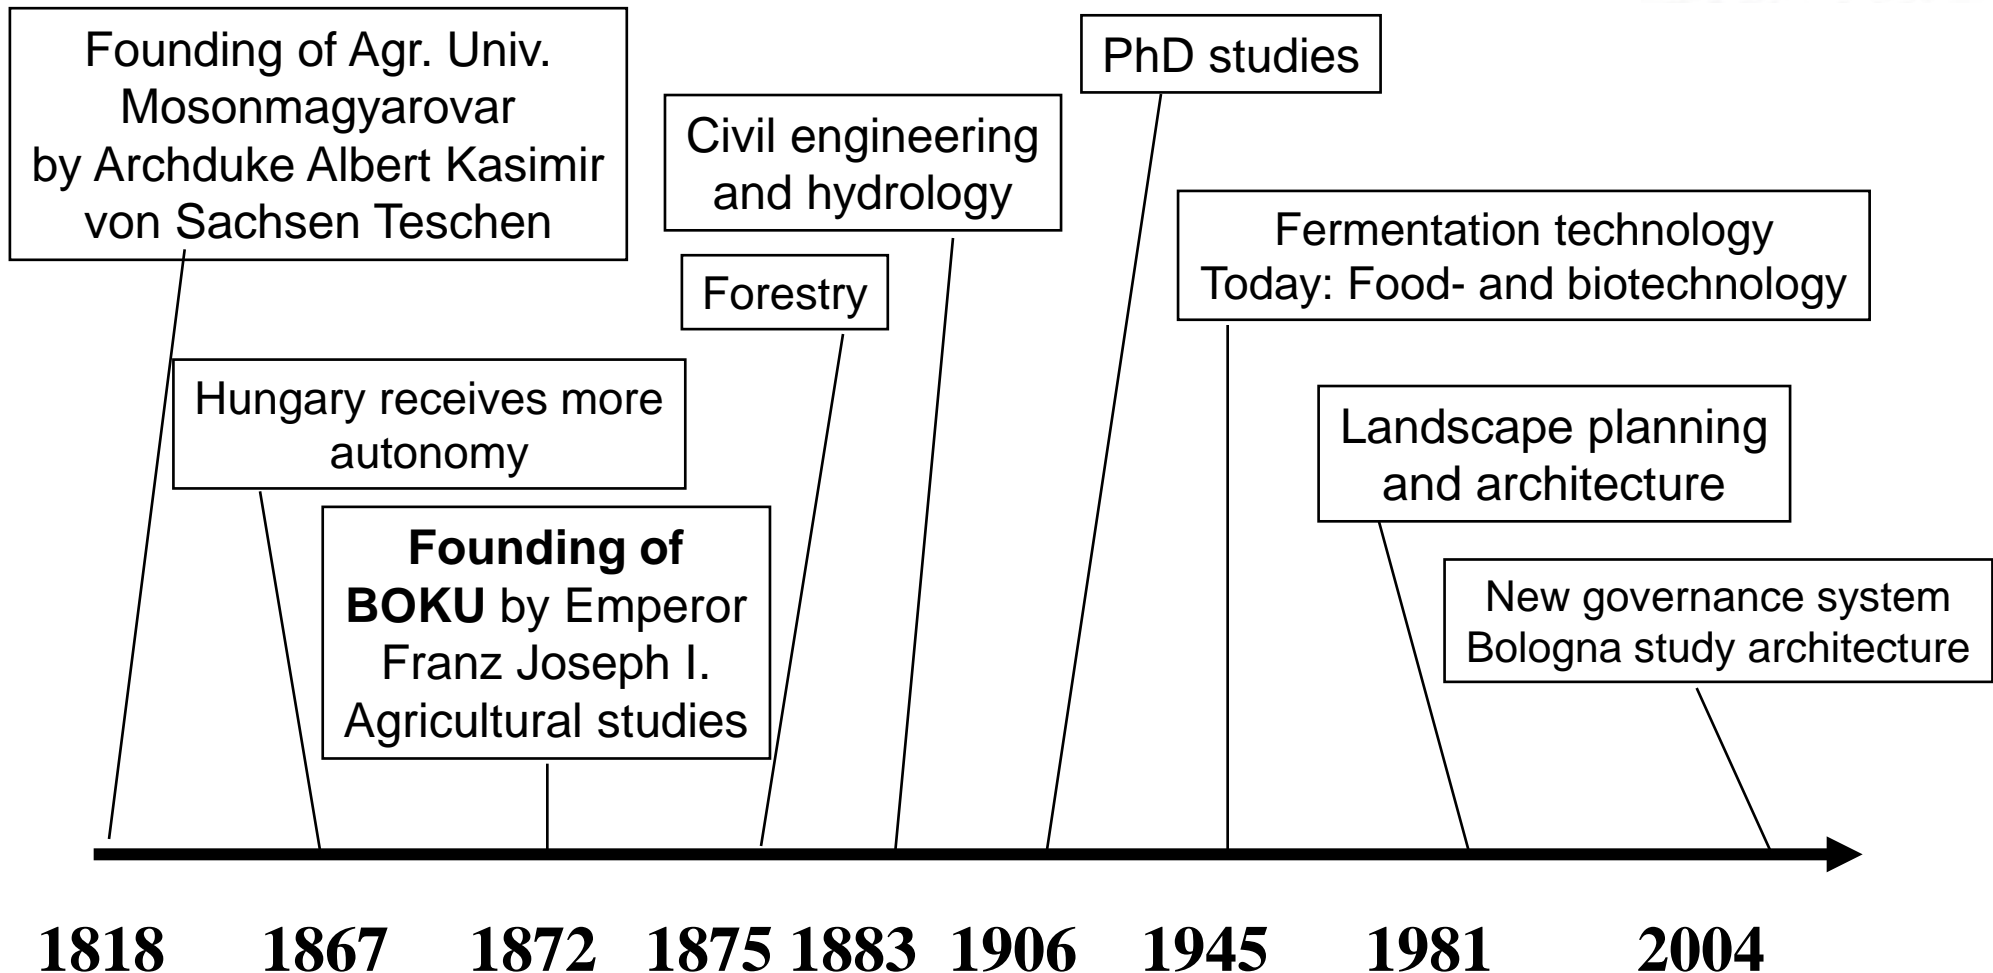 Founding of Agr. Univ.
Mosonmagyarovar
by Archduke Albert Kasimir
von Sachsen Teschen
Hungary receives more
autonomy
Founding of
BOKU by Emperor
Franz Joseph I.
Agricultural studies
Forestry
Civil engineering
and hydrology
PhD studies
Fermentation technology
Today: Food- and biotechnology
Landscape planning
and architecture
New governance system
Bologna study architecture
1818 1867 1872 1875 1883 1906 1945 1981 2004